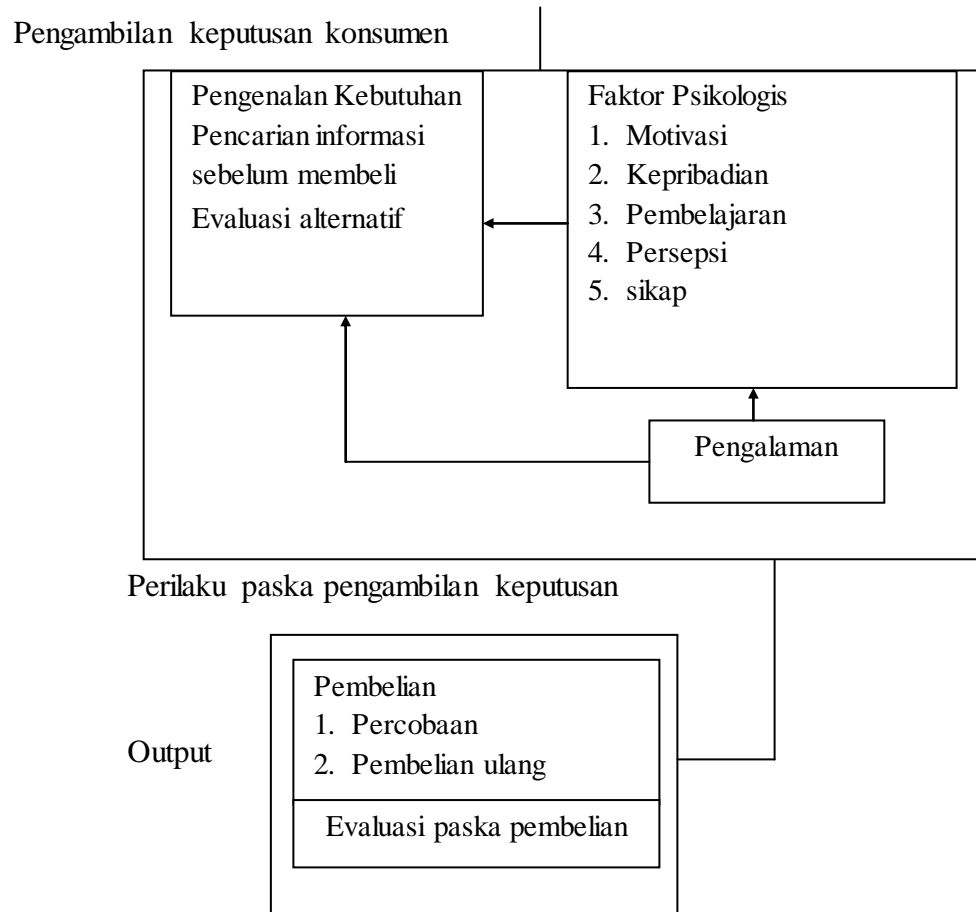 Pengambilan keputusan konsumen
Pengenalan Kebutuhan
Pencarian informasi
sebelum membeli
Evaluasi alternatif
Faktor Psikologis
1. Motivasi
2. Kepribadian
3. Pembelajaran
4. Persepsi
5. sikap
Pengalaman
Perilaku paska pengambilan keputusan
Output
Pembelian
1. Percobaan
2. Pembelian ulang
Evaluasi paska pembelian